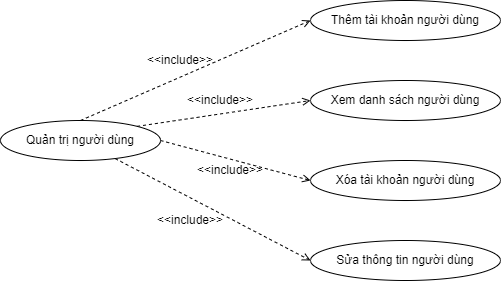 Thêm tài khoản người dùng
<<include>>
Xem danh sách người dùng
<<include>>
Quản trị người dùng
<<include>>
Xóa tài khoản người dùng
<<include>>
Sửa thông tin người dùng